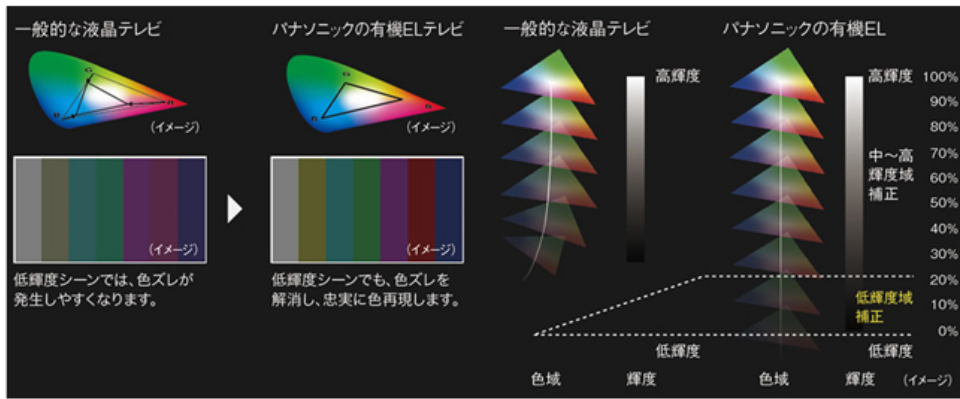 一般的な液晶テレビ
(イメージ)
(イメージ)
低輝度シーンでは、色ズレが
発生しやすくなります。
パナソニックの有機ELテレビ
(イメージ)
(イメージ)
低輝度シーンでも、色ズレを
解消し、忠実に色再現します。
一般的な液晶テレビ
高輝度
低輝度
色域
輝度
パナソニックの有機EL
高輝度
中〜高
輝度域
補正
低輝度域
補正
低輝度
色域
輝度
(イメージ)
100%
90%
80%
70%
60%
50%
40%
30%
20%
10%
0%